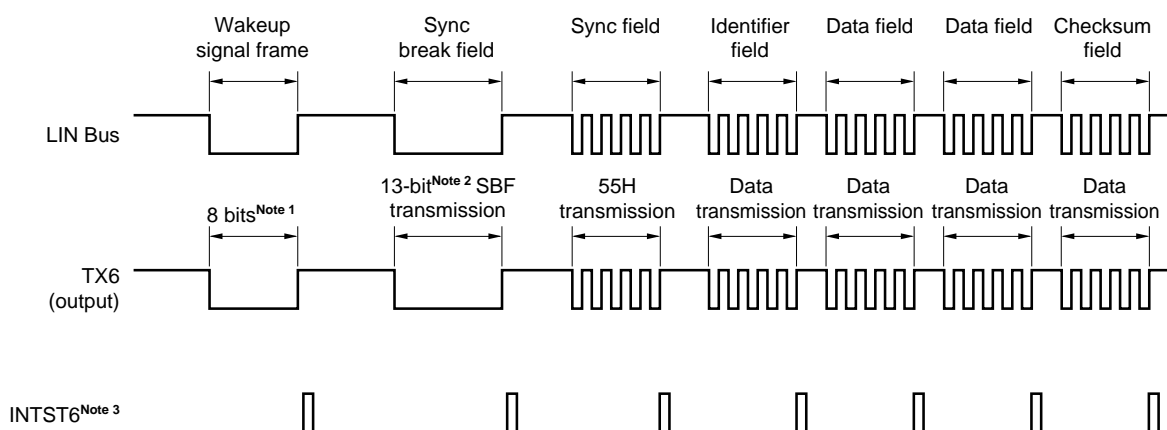 Wakeup
signal frame
Sync
break field
Sync field
Identifier
field
Data field
Data field
Checksum
field
LIN Bus
8 bitsNote 1
13-bitNote 2 SBF
transmission
55H
transmission
Data
transmission
Data
transmission
Data
transmission
Data
transmission
TX6
(output)
INTST6Note 3